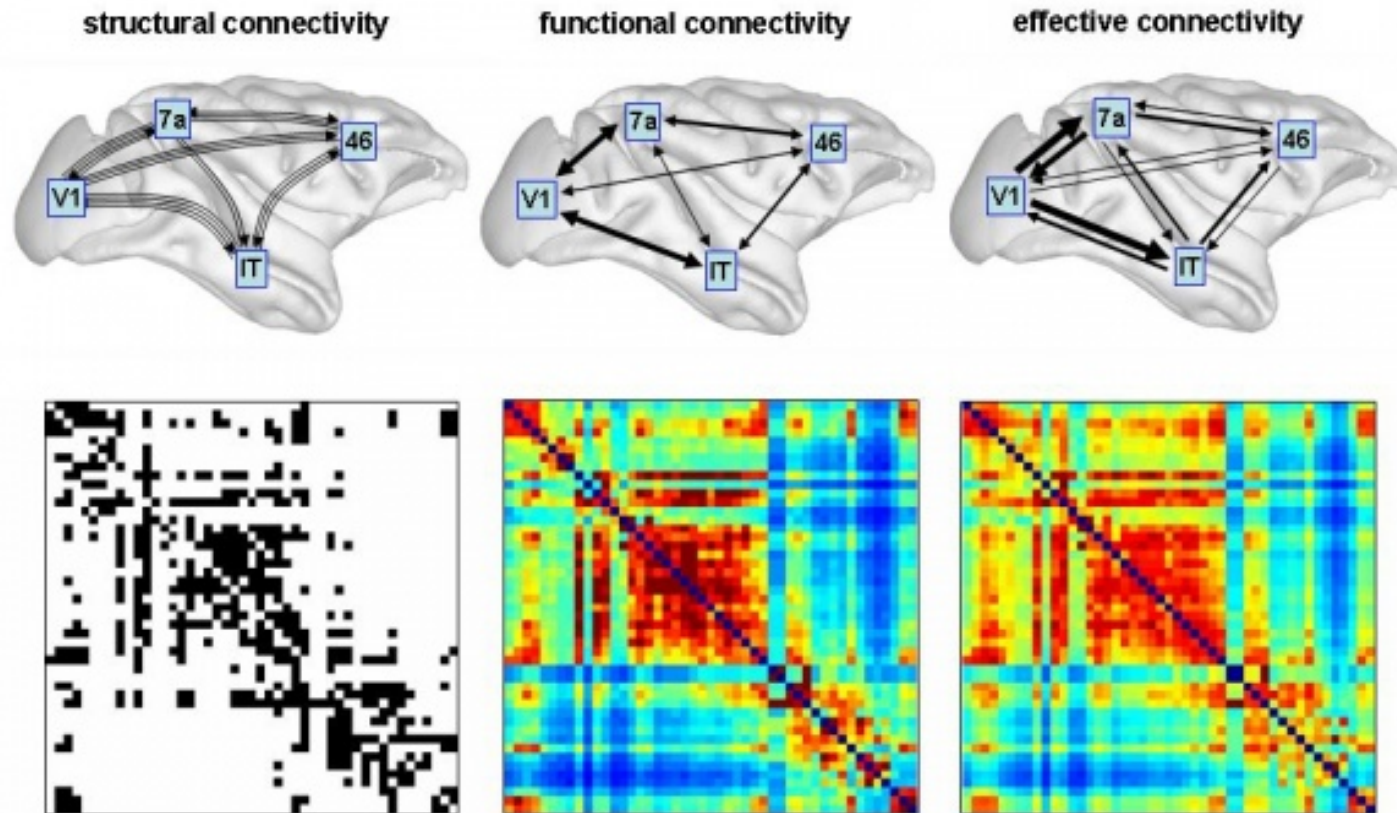 structural connectivity
functional connectivity
effective connectivity
7a
46
V1
IT
7a
46
V1
IT
7a
46
V1
IT